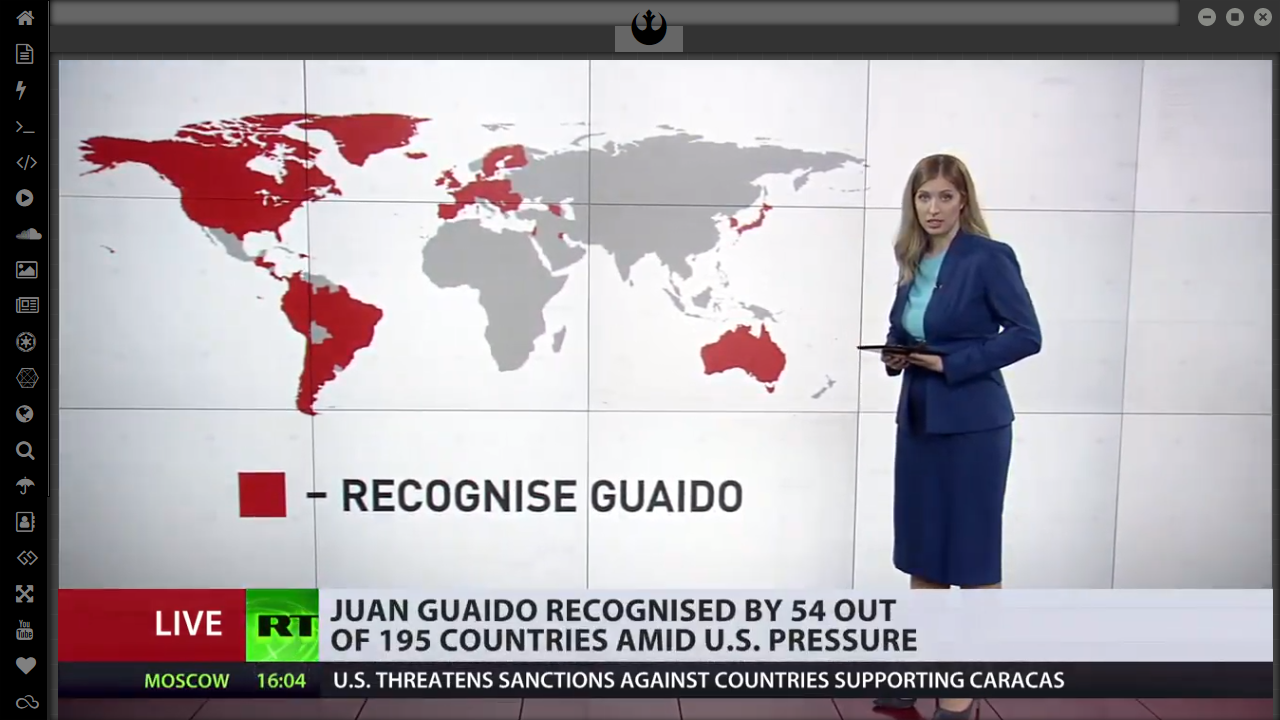 – RECOGNISE GUAIDO
LIVE
RT
JUAN GUAIDO RECOGNISED BY 54 OUT
OF 195 COUNTRIES AMID U.S. PRESSURE
MOSCOW 16:04 U.S. THREATENS SANCTIONS AGAINST COUNTRIES SUPPORTING CARACAS
You
Tube